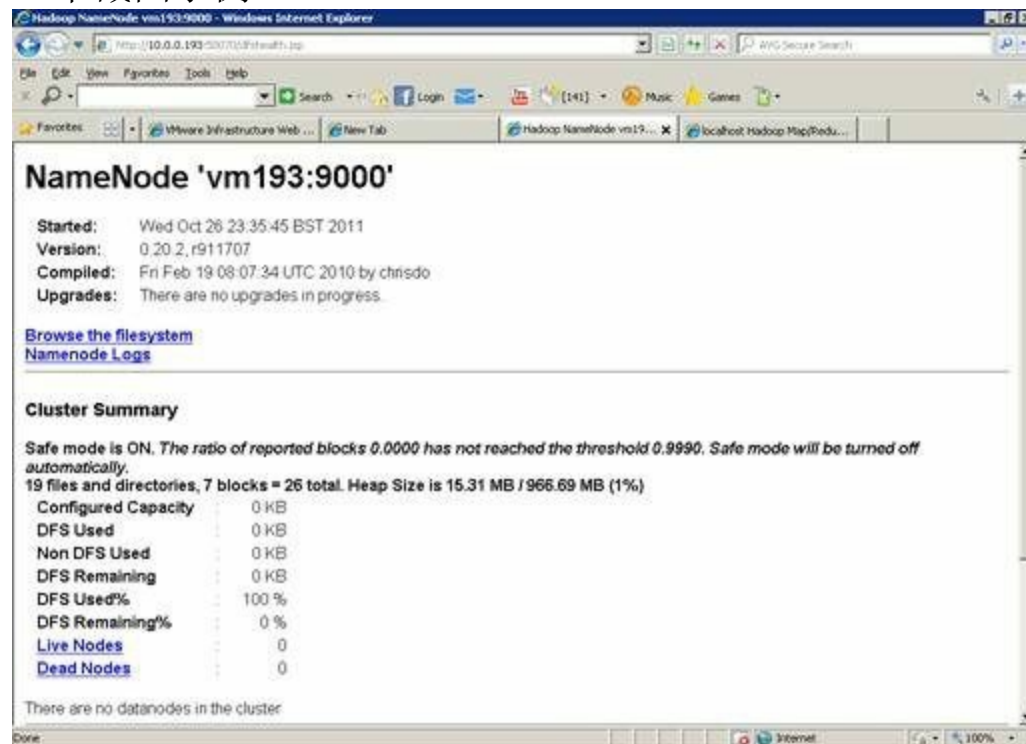 Hadoop NameNode vm193:9000 - Windows Internet Explorer
http://10.0.0.193:50070/dfshealth.jsp
AVG Secure Search
File Edit View Favorites Tools Help
Search
Login
[141]
Music
Games
Favorites
VMware Infrastructure Web ...
New Tab
Hadoop NameNode vm19...
localhost Hadoop Map/Redu...
NameNode 'vm193:9000'
Started: Wed Oct 26 23:35:45 BST 2011
Version: 0.20.2, r911707
Compiled: Fri Feb 19 08:07:34 UTC 2010 by chrisdo
Upgrades: There are no upgrades in progress.
Browse the filesystem
Namenode Logs
Cluster Summary
Safe mode is ON. The ratio of reported blocks 0.0000 has not reached the threshold 0.9990. Safe mode will be turned off
automatically.
19 files and directories, 7 blocks = 26 total. Heap Size is 15.31 MB / 966.69 MB (1%)
Configured Capacity : 0 KB
DFS Used : 0 KB
Non DFS Used : 0 KB
DFS Remaining : 0 KB
DFS Used% : 100 %
DFS Remaining% : 0 %
Live Nodes : 0
Dead Nodes : 0
There are no datanodes in the cluster
Done
Internet
100%